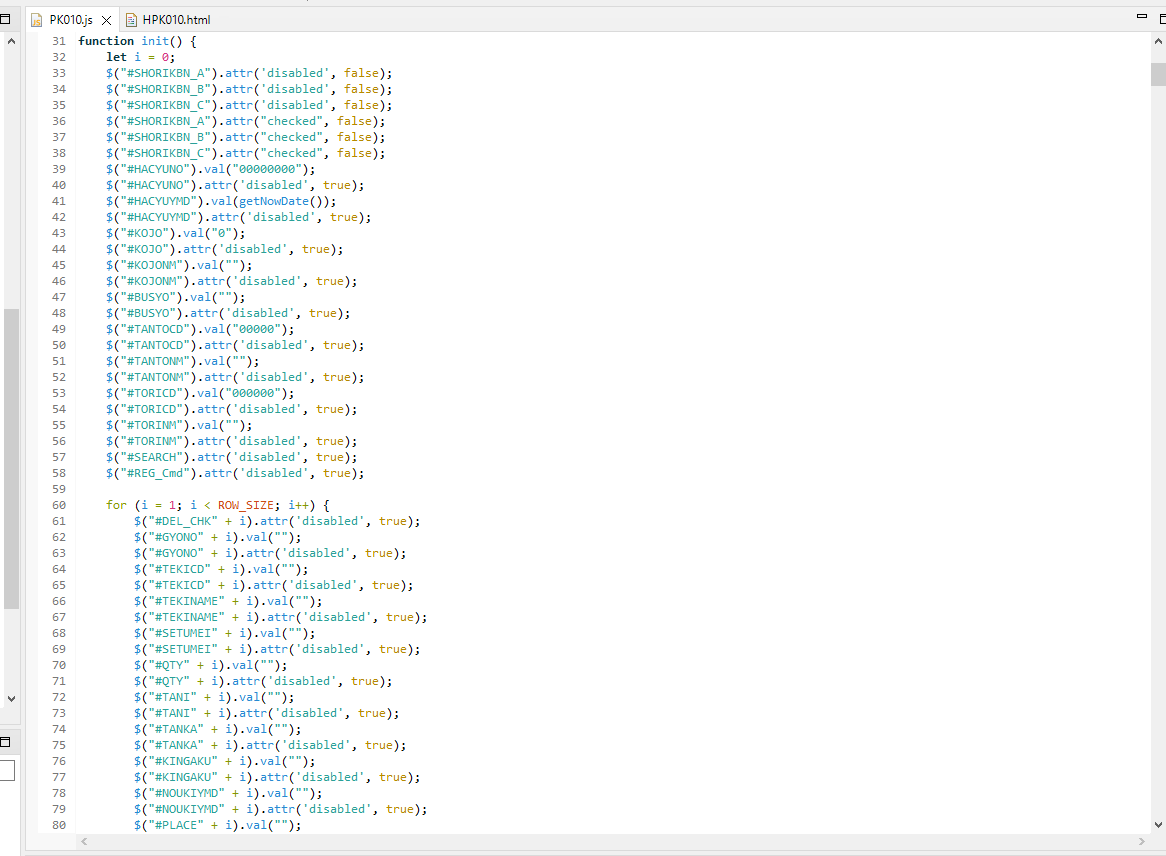 PK010.js HPK010.html
31 function init() {
32     let i = 0;
33     $("#SHORIKBN_A").attr('disabled', false);
34     $("#SHORIKBN_B").attr('disabled', false);
35     $("#SHORIKBN_C").attr('disabled', false);
36     $("#SHORIKBN_A").attr("checked", false);
37     $("#SHORIKBN_B").attr("checked", false);
38     $("#SHORIKBN_C").attr("checked", false);
39     $("#HACYUNO").val("00000000");
40     $("#HACYUNO").attr('disabled', true);
41     $("#HACYUYMD").val(getNowDate());
42     $("#HACYUYMD").attr('disabled', true);
43     $("#KOJO").val("0");
44     $("#KOJO").attr('disabled', true);
45     $("#KOJONM").val("");
46     $("#KOJONM").attr('disabled', true);
47     $("#BUSYO").val("");
48     $("#BUSYO").attr('disabled', true);
49     $("#TANTOCD").val("00000");
50     $("#TANTOCD").attr('disabled', true);
51     $("#TANTONM").val("");
52     $("#TANTONM").attr('disabled', true);
53     $("#TORICD").val("000000");
54     $("#TORICD").attr('disabled', true);
55     $("#TORINM").val("");
56     $("#TORINM").attr('disabled', true);
57     $("#SEARCH").attr('disabled', true);
58     $("#REG_Cmd").attr('disabled', true);
59
60     for (i = 1; i < ROW_SIZE; i++) {
61         $("#DEL_CHK" + i).attr('disabled', true);
62         $("#GYONO" + i).val("");
63         $("#GYONO" + i).attr('disabled', true);
64         $("#TEKICD" + i).val("");
65         $("#TEKICD" + i).attr('disabled', true);
66         $("#TEKINAME" + i).val("");
67         $("#TEKINAME" + i).attr('disabled', true);
68         $("#SETUMEI" + i).val("");
69         $("#SETUMEI" + i).attr('disabled', true);
70         $("#QTY" + i).val("");
71         $("#QTY" + i).attr('disabled', true);
72         $("#TANI" + i).val("");
73         $("#TANI" + i).attr('disabled', true);
74         $("#TANKA" + i).val("");
75         $("#TANKA" + i).attr('disabled', true);
76         $("#KINGAKU" + i).val("");
77         $("#KINGAKU" + i).attr('disabled', true);
78         $("#NOUKIYMD" + i).val("");
79         $("#NOUKIYMD" + i).attr('disabled', true);
80         $("#PLACE" + i).val("");